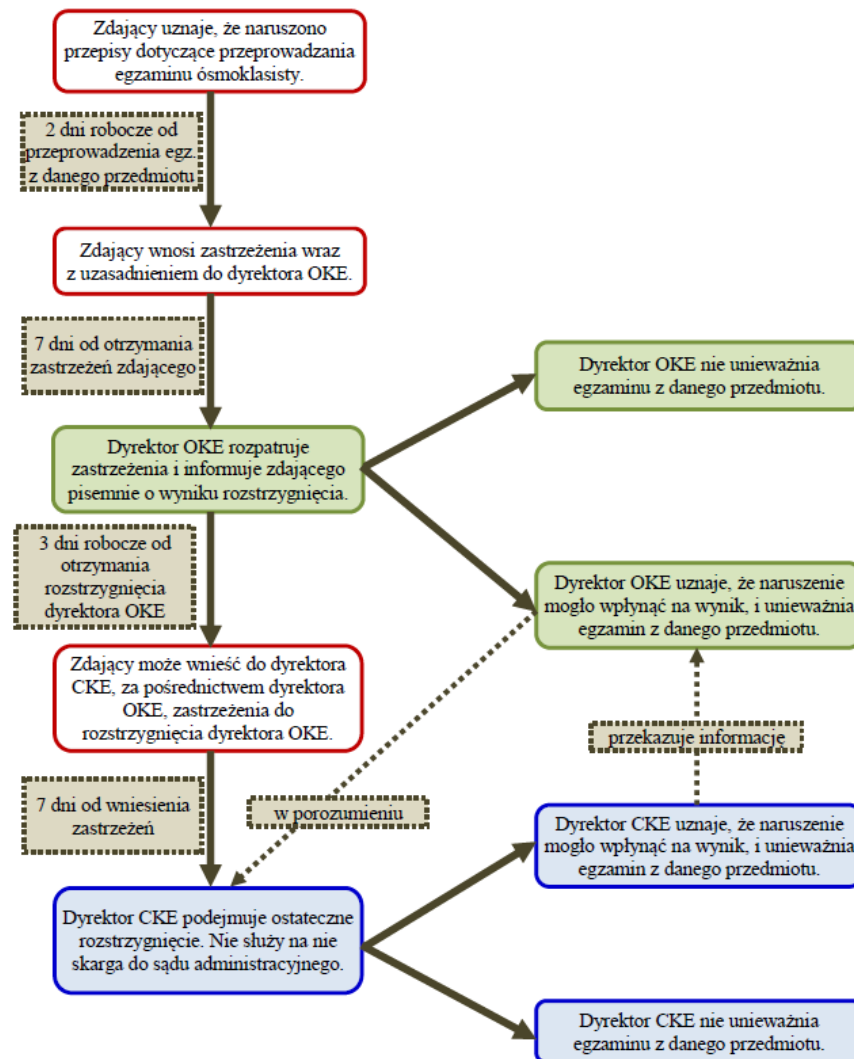 Zdający uznaje, że naruszono
przepisy dotyczące przeprowadzania
egzaminu ósmoklasisty.
2 dni robocze od
przeprowadzenia egz.
z danego przedmiotu
Zdający wnosi zastrzeżenia wraz
z uzasadnieniem do dyrektora OKE.
7 dni od otrzymania
zastrzeżeń zdającego
Dyrektor OKE nie unieważnia
egzaminu z danego przedmiotu.
Dyrektor OKE rozpatruje
zastrzeżenia i informuje zdającego
pisemnie o wyniku rozstrzygnięcia.
3 dni robocze od
otrzymania
rozstrzygnięcia
dyrektora OKE
Dyrektor OKE uznaje, że naruszenie
mogło wpłynąć na wynik, i unieważnia
egzamin z danego przedmiotu.
Zdający może wnieść do dyrektora
CKE, za pośrednictwem dyrektora
OKE, zastrzeżenia do
rozstrzygnięcia dyrektora OKE.
przekazuje informację
7 dni od wniesienia
zastrzeżeń
w porozumieniu
Dyrektor CKE uznaje, że naruszenie
mogło wpłynąć na wynik, i unieważnia
egzamin z danego przedmiotu.
Dyrektor CKE podejmuje ostateczne
rozstrzygnięcie. Nie służy na nie
skarga do sądu administracyjnego.
Dyrektor CKE nie unieważnia
egzaminu z danego przedmiotu.